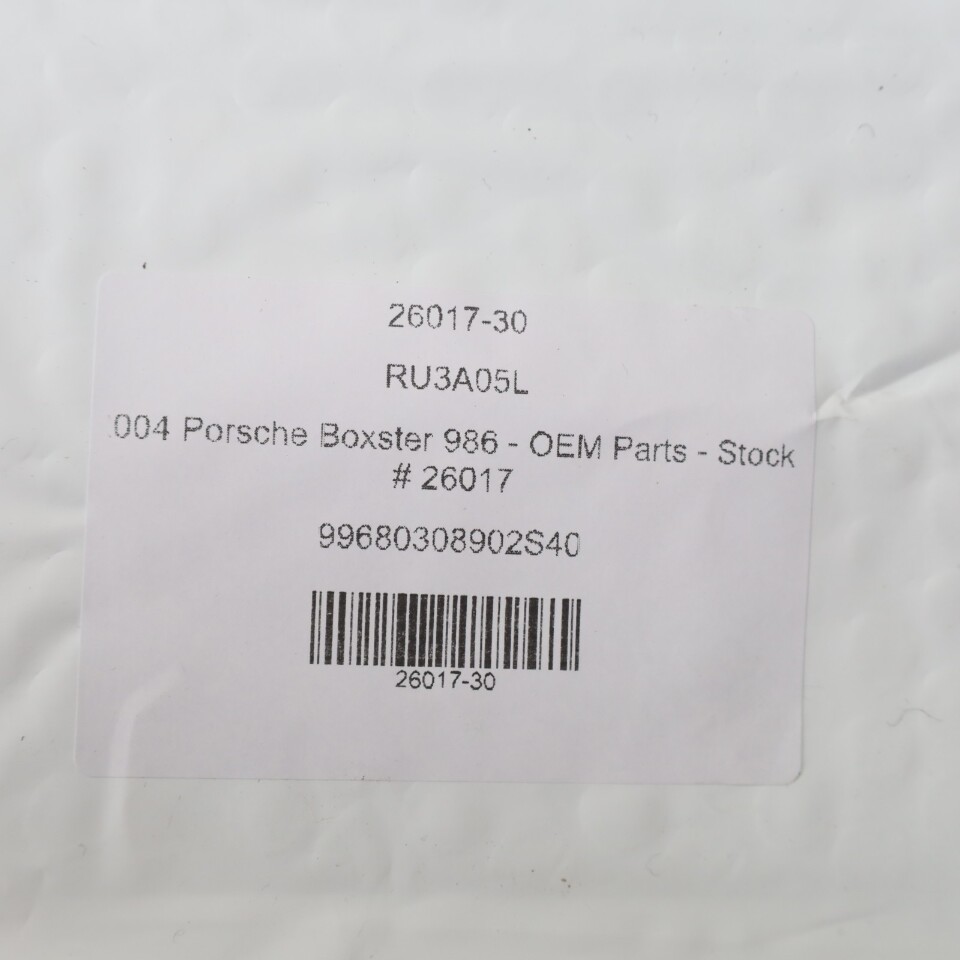 26017-30
RU3A05L
004 Porsche Boxster 986 - OEM Parts - Stock
# 26017
99680308902S40
26017-30